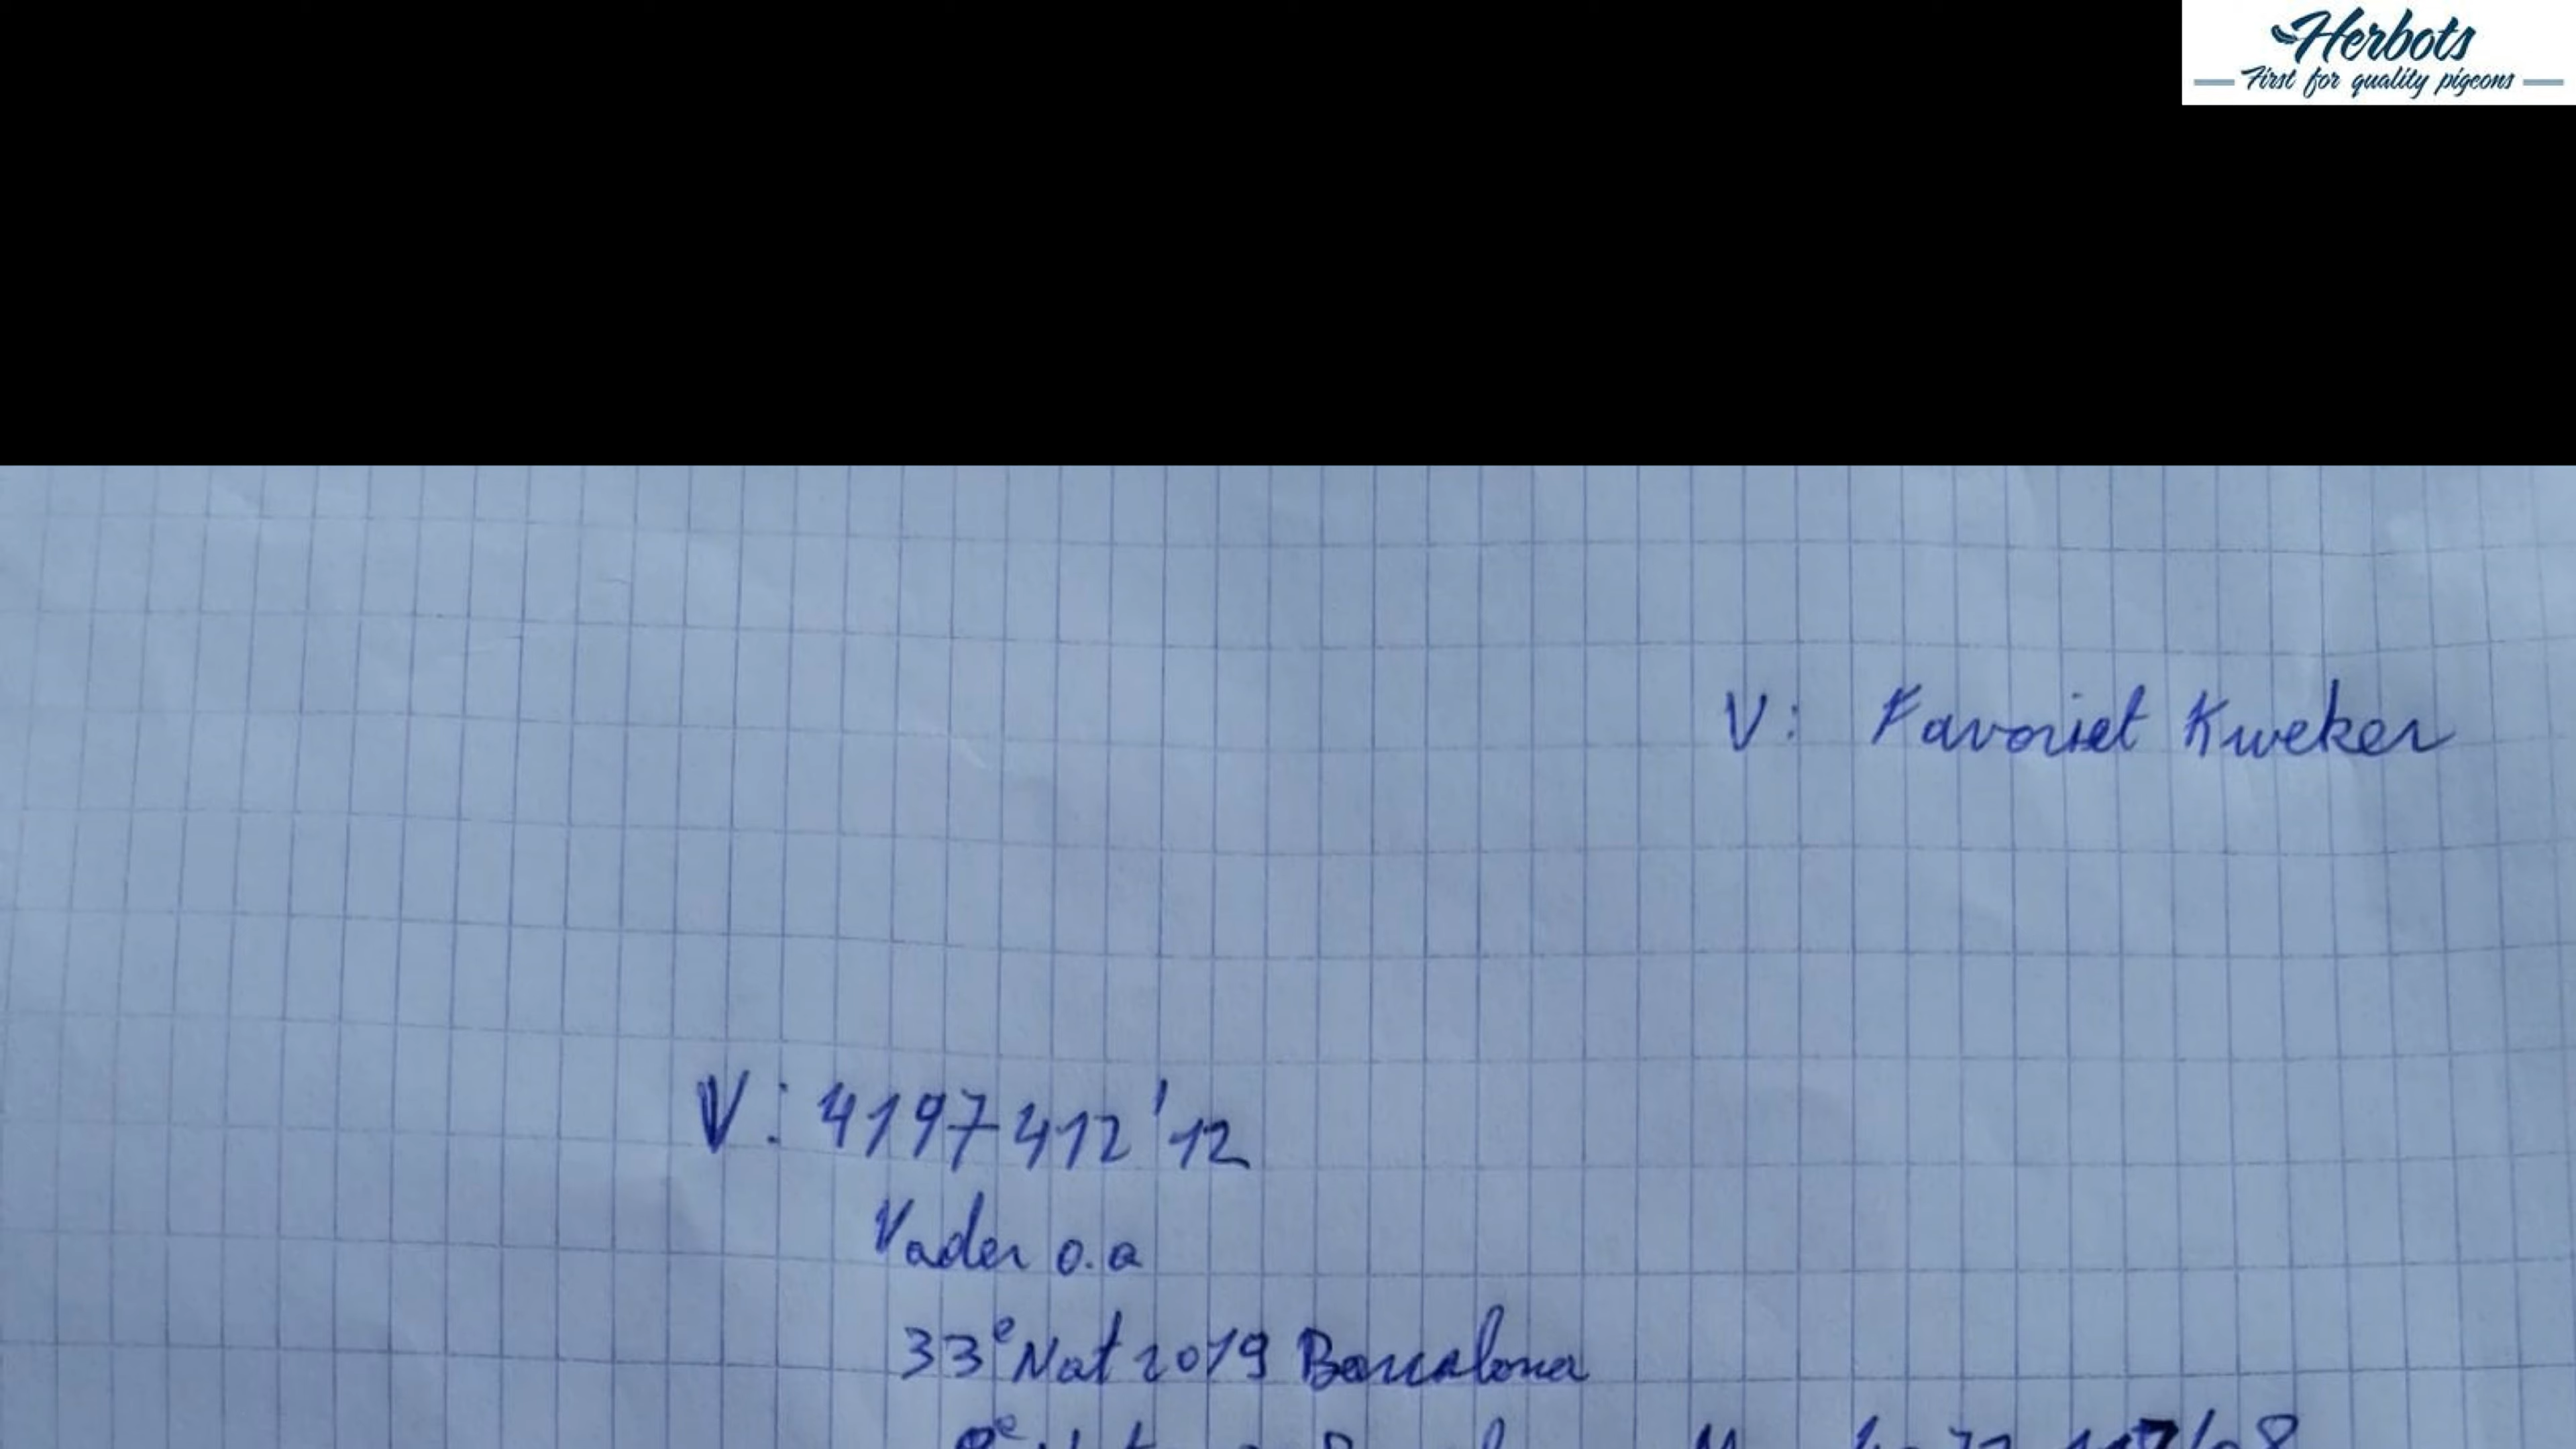 Herbots
First for quality pigeons
V: Favoriet Kweker
V: 4197412'12
Vader o.a
33e Nat 2019 Barcelona